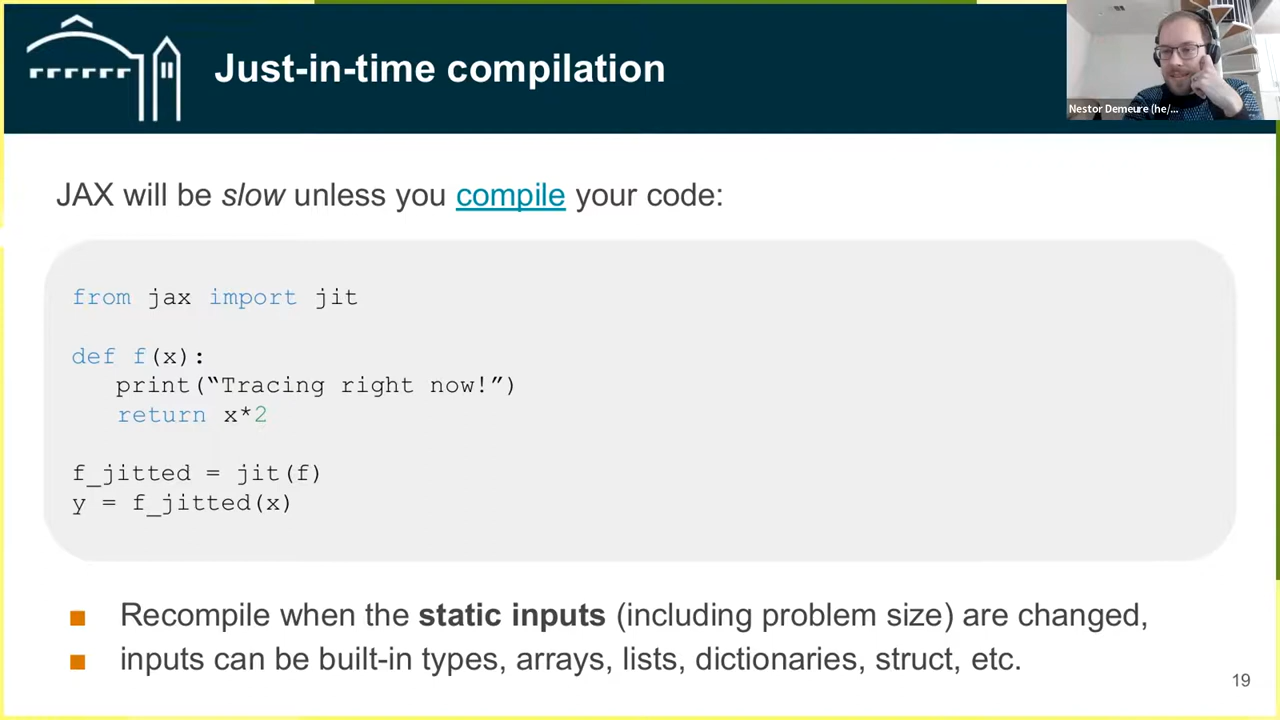 Just-in-time compilation
Nestor Demeure (he/...
JAX will be slow unless you compile your code:
from jax import jit
def f(x):
   print(“Tracing right now!”)
   return x*2
f_jitted = jit(f)
y = f_jitted(x)
■ Recompile when the static inputs (including problem size) are changed,
■ inputs can be built-in types, arrays, lists, dictionaries, struct, etc.
19